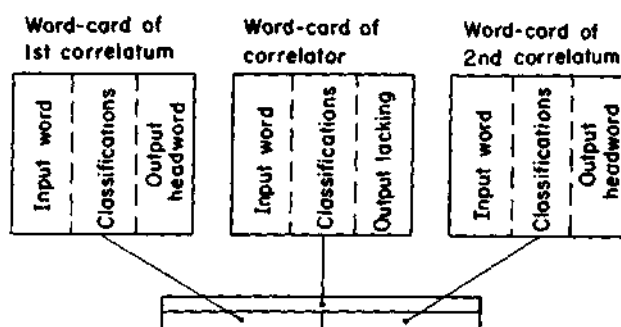 Word-card of
1st correlatum
Word-card of
correlator
Word-card of
2nd correlatum
Input word
Classifications
Output
headword
Input word
Classifications
Output lacking
Input word
Classifications
Output
headword